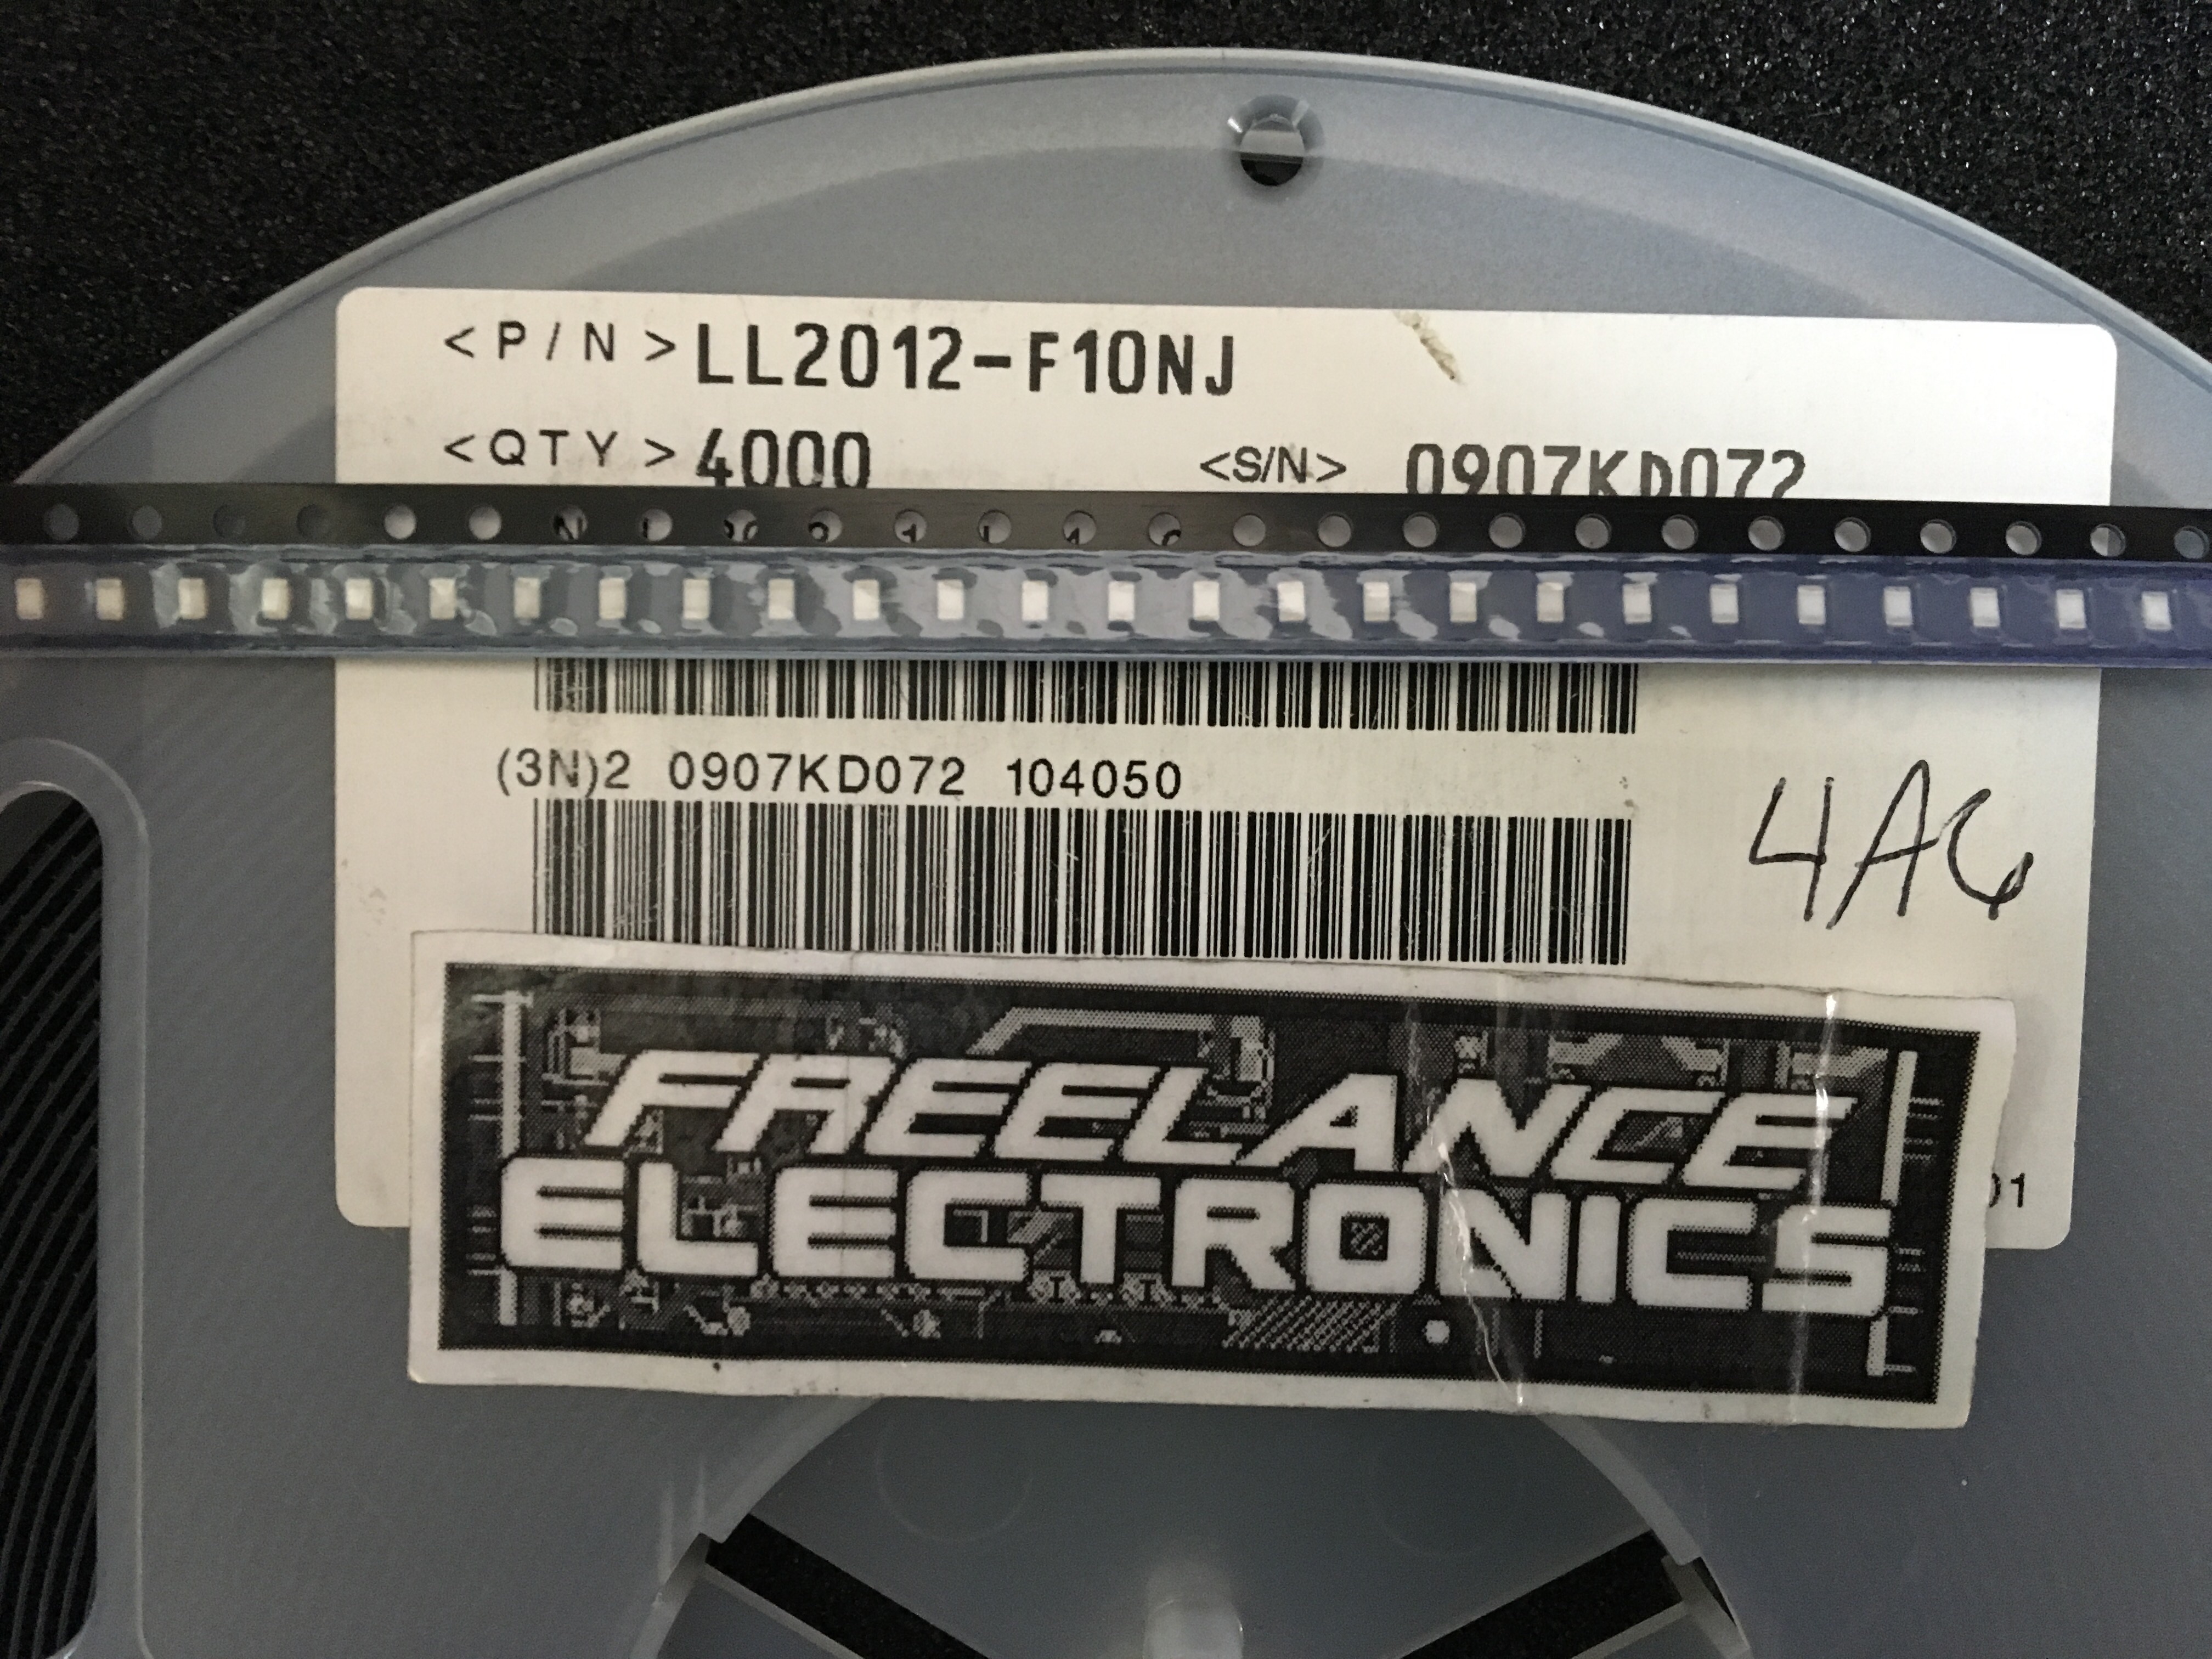 <P/N>LL2012-F10NJ
<QTY>4000 <S/N> 0907KD072
(3N)2 0907KD072 104050
4A6
FREELANCE
ELECTRONICS